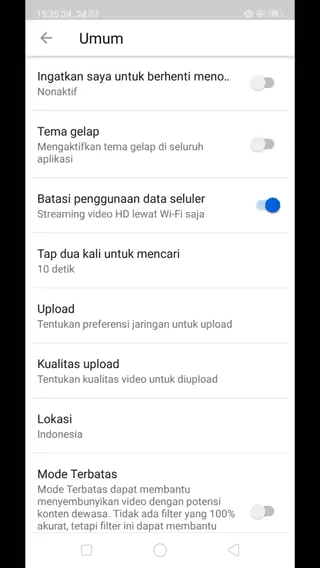 15:35
Umum
Ingatkan saya untuk berhenti meno..
Nonaktif
Tema gelap
Mengaktifkan tema gelap di seluruh
aplikasi
Batasi penggunaan data seluler
Streaming video HD lewat Wi-Fi saja
Tap dua kali untuk mencari
10 detik
Upload
Tentukan preferensi jaringan untuk upload
Kualitas upload
Tentukan kualitas video untuk diupload
Lokasi
Indonesia
Mode Terbatas
Mode Terbatas dapat membantu
menyembunyikan video dengan potensi
konten dewasa. Tidak ada filter yang 100%
akurat, tetapi filter ini dapat membantu